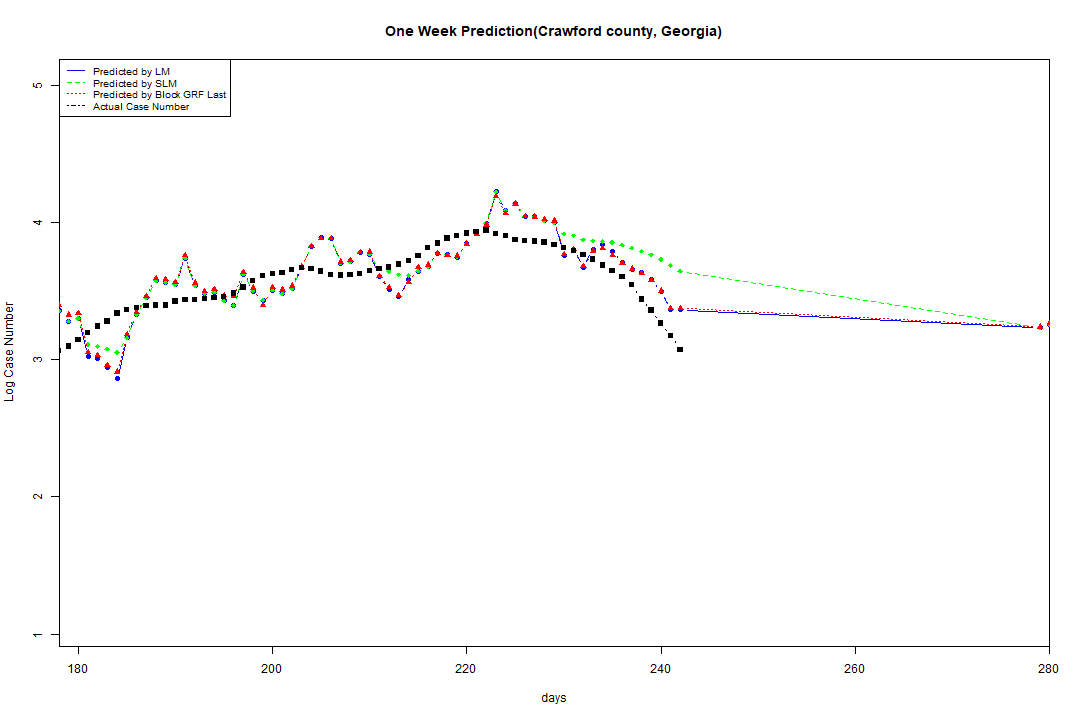 One Week Prediction(Crawford county, Georgia)
Predicted by LM
Predicted by SLM
Predicted by Block GRF Last
Actual Case Number
5
4
3
2
1
Log Case Number
180 200 220 240 260 280
days